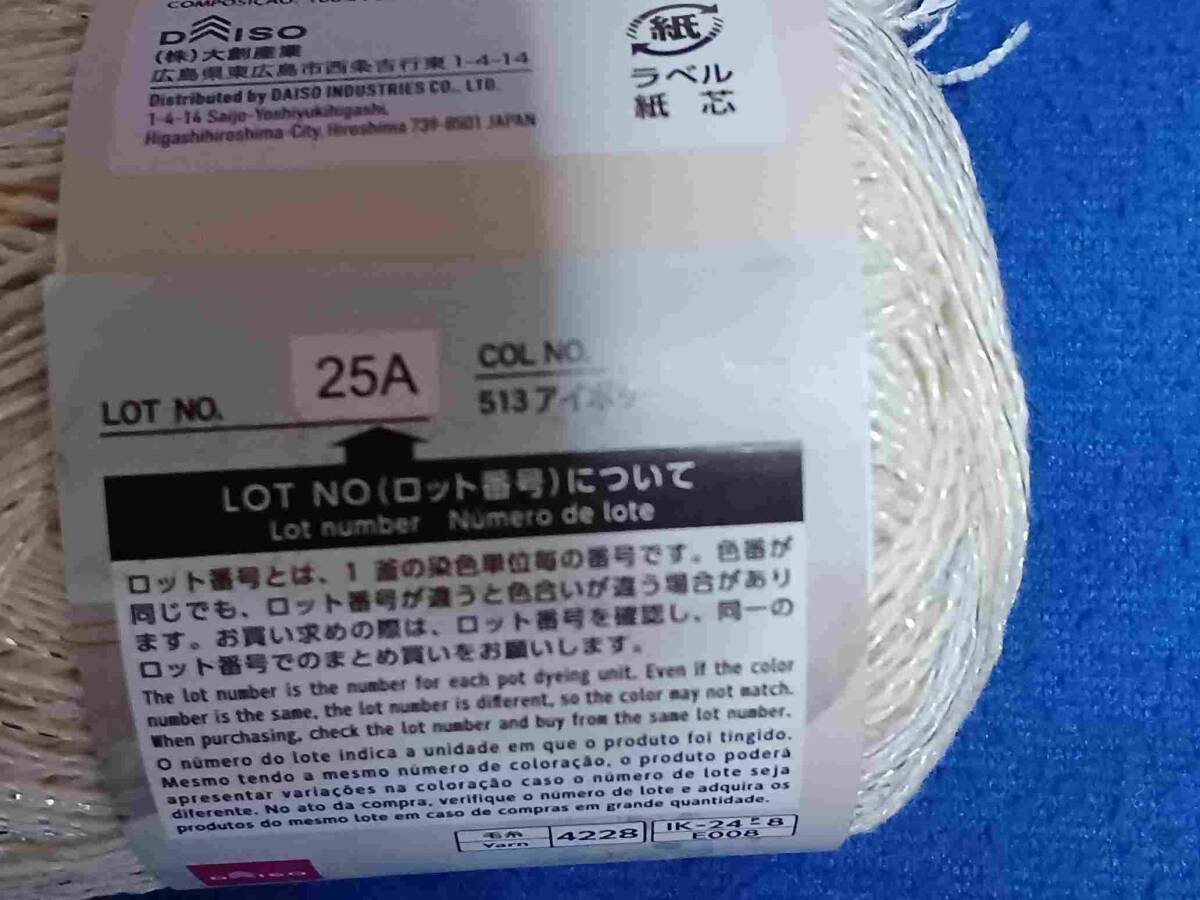 DAISO
(株)大創産業
広島県東広島市西条吉行東1-4-14
Distributed by DAISO INDUSTRIES CO., LTD.
1-4-14 Saijo-Yoshiyukihigashi,
Higashihiroshima-City, Hiroshima 739-8501 JAPAN
紙
ラベル
紙 芯
LOT NO. 25A
COL NO.
513 アイボ
LOT NO(ロット番号)について
Lot number Número de lote
ロット番号とは、1 釜の染色単位毎の番号です。色番が
同じでも、ロット番号が違うと色合いが違う場合があり
ます。お買い求めの際は、ロット番号を確認し、同一の
ロット番号でのまとめ買いをお願いします。
The lot number is the number for each pot dyeing unit. Even if the color
number is the same, the lot number is different, so the color may not match.
When purchasing, check the lot number and buy from the same lot number.
O número do lote indica a unidade em que o produto foi tingido.
Mesmo tendo a mesmo número de coloração, o produto poderá
apresentar variações na coloração caso o número de lote seja
diferente. No ato da compra, verifique o número de lote e adquira os
produtos do mesmo lote em caso de compras em grande quantidade.
毛糸
Yarn
4228
E008
DAISO